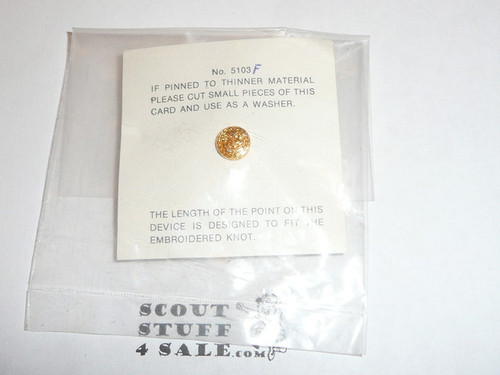 No. 5103F
IF PINNED TO THINNER MATERIAL
PLEASE CUT SMALL PIECES OF THIS
CARD AND USE AS A WASHER.
THE LENGTH OF THE POINT ON THIS
DEVICE IS DESIGNED TO FIT THE
EMBROIDERED KNOT.
SCOUT
STUFF
4 SALE.com